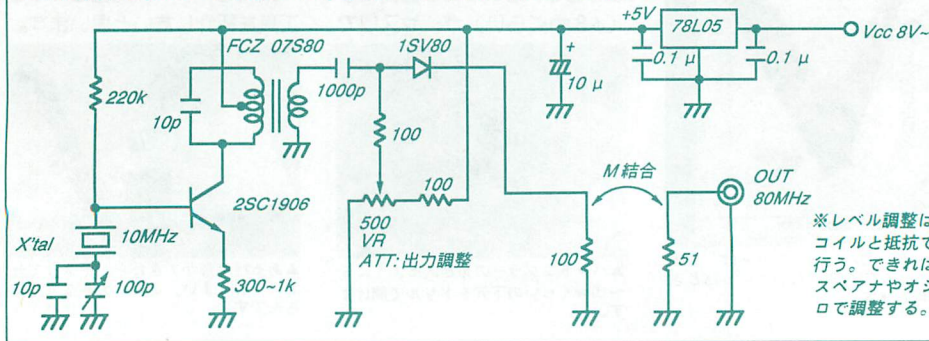 +5V
78L05
Vcc 8V~
FCZ 07S80
1SV80
+
0.1 μ
0.1 μ
220k
10p
1000p
10 μ
100
M結合
OUT
80MHz
2SC1906
100
500
VR
ATT:出力調整
X'tal
10MHz
10p
100p
300~1k
100
51
※レベル調整は
コイルと抵抗で
行う。できれば
スペアナやオシ
ロで調整する。